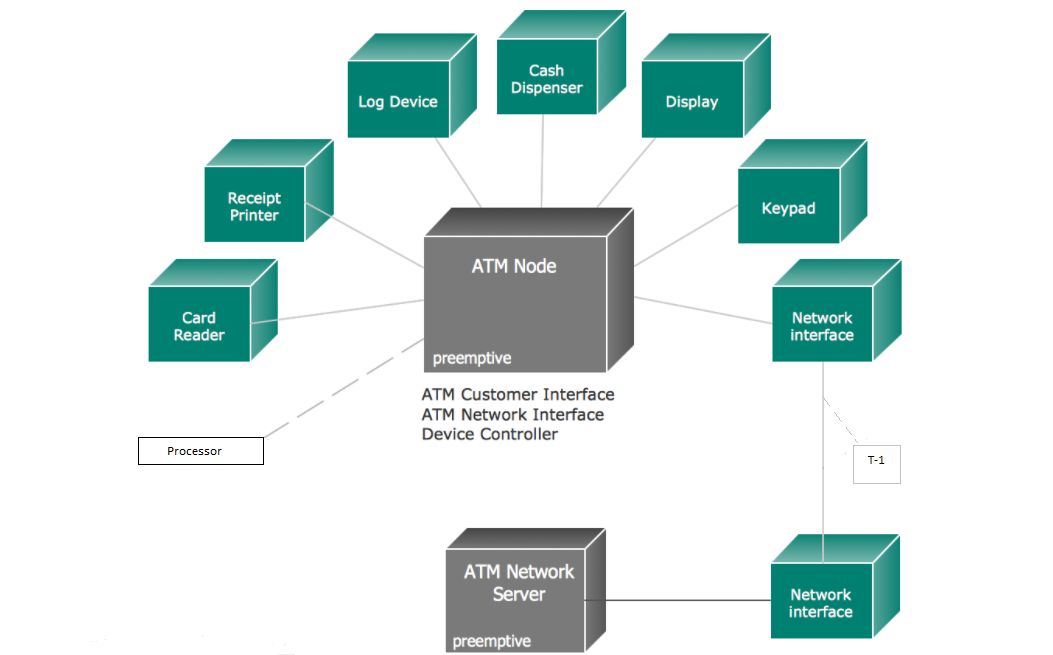 Cash
Dispenser
Log Device
Display
Receipt
Printer
Keypad
ATM Node
preemptive
Card
Reader
Network
interface
ATM Customer Interface
ATM Network Interface
Device Controller
Processor
T-1
ATM Network
Server
preemptive
Network
interface